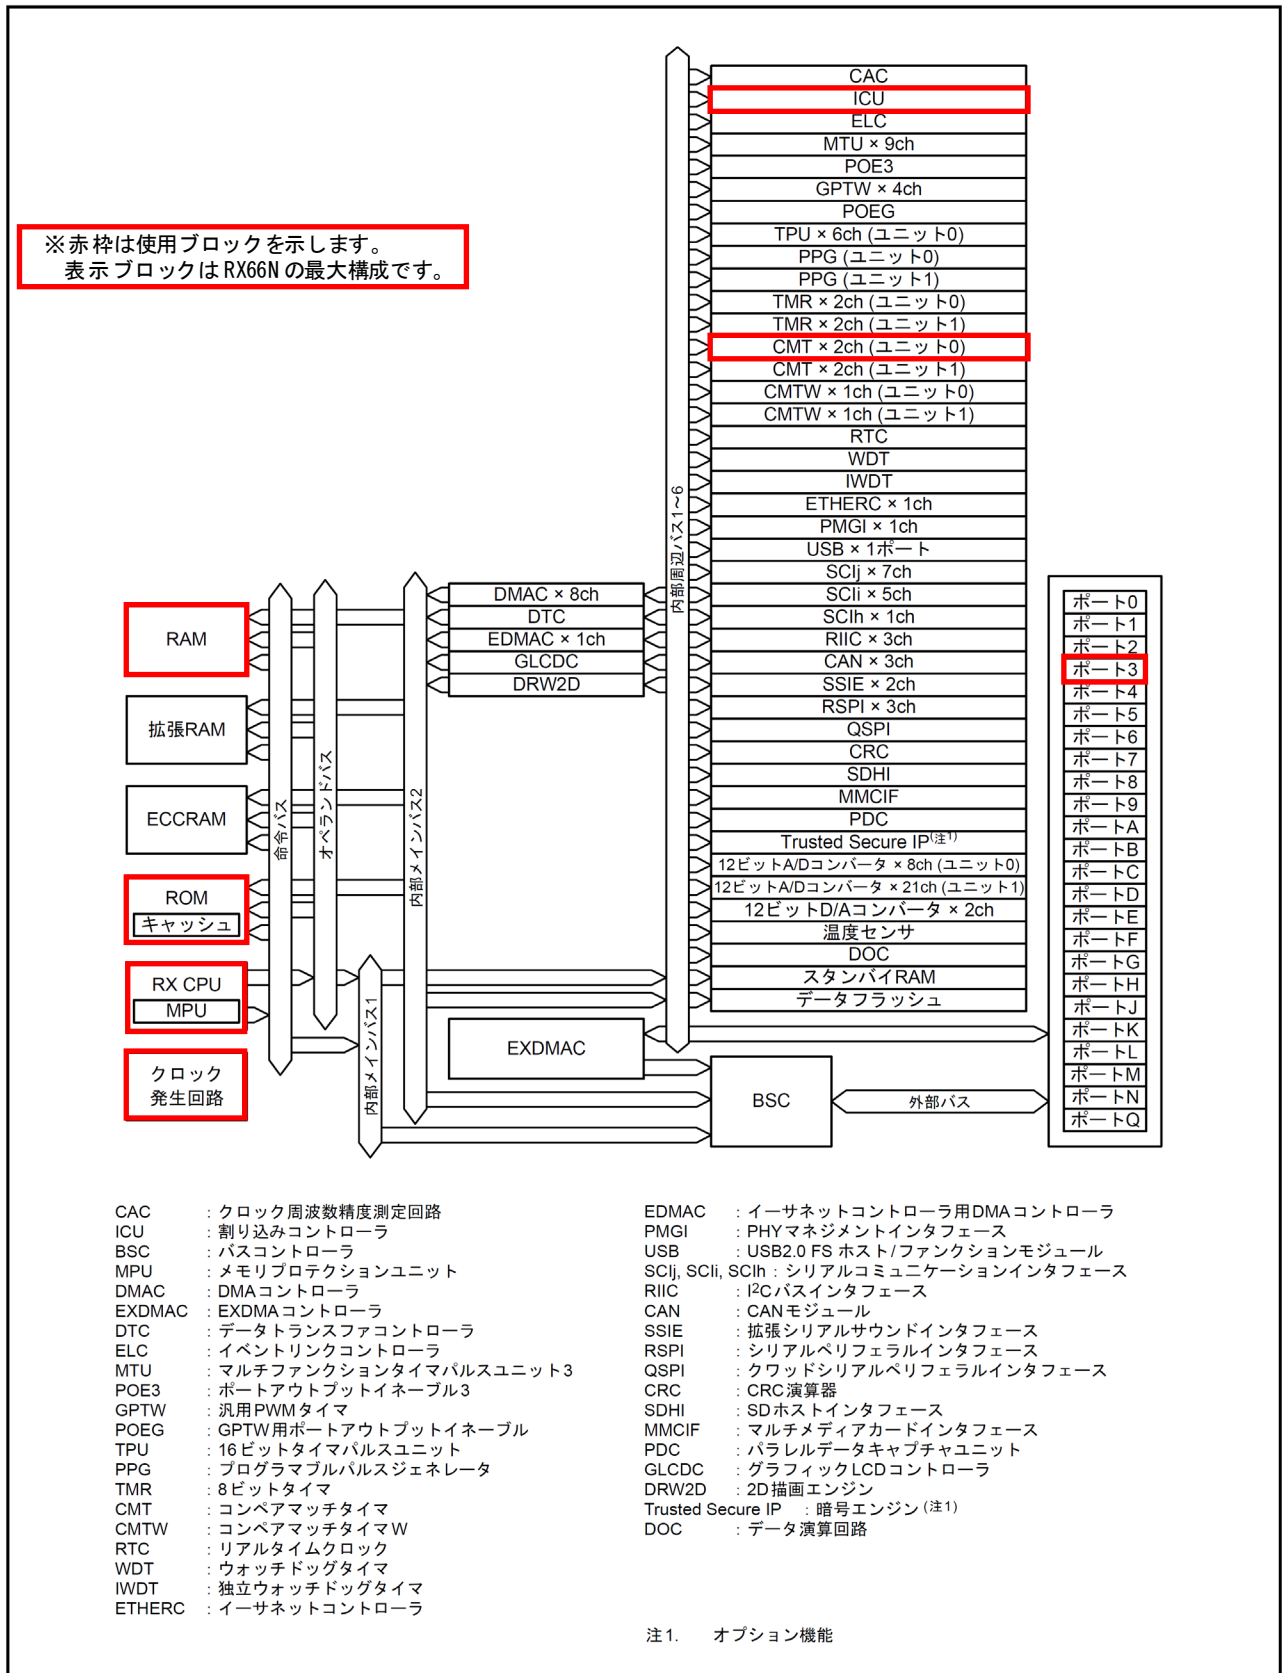 ※赤枠は使用ブロックを示します。
表示ブロックはRX66Nの最大構成です。
CAC
ICU
ELC
MTU × 9ch
POE3
GPTW × 4ch
POEG
TPU × 6ch (ユニット0)
PPG (ユニット0)
PPG (ユニット1)
TMR × 2ch (ユニット0)
TMR × 2ch (ユニット1)
CMT × 2ch (ユニット0)
CMT × 2ch (ユニット1)
CMTW × 1ch (ユニット0)
CMTW × 1ch (ユニット1)
RTC
WDT
IWDT
ETHERC × 1ch
PMGI × 1ch
USB × 1ポート
SCIj × 7ch
SCIi × 5ch
SCIh × 1ch
RIIC × 3ch
CAN × 3ch
SSIE × 2ch
RSPI × 3ch
QSPI
CRC
SDHI
MMCIF
PDC
Trusted Secure IP(注1)
12ビットA/Dコンバータ × 8ch (ユニット0)
12ビットA/Dコンバータ × 21ch (ユニット1)
12ビットD/Aコンバータ × 2ch
温度センサ
DOC
スタンバイRAM
データフラッシュ
内部周辺バス1~6
DMAC × 8ch
DTC
EDMAC × 1ch
GLCDC
DRW2D
RAM
拡張RAM
ECCRAM
ROM
キャッシュ
RX CPU
MPU
クロック
発生回路
命令バス
オペランドバス
内部メインバス1
内部メインバス2
EXDMAC
BSC
外部バス
ポート0
ポート1
ポート2
ポート3
ポート4
ポート5
ポート6
ポート7
ポート8
ポート9
ポートA
ポートB
ポートC
ポートD
ポートE
ポートF
ポートG
ポートH
ポートJ
ポートK
ポートL
ポートM
ポートN
ポートQ
CAC : クロック周波数精度測定回路
ICU : 割り込みコントローラ
BSC : バスコントローラ
MPU : メモリプロテクションユニット
DMAC : DMAコントローラ
EXDMAC : EXDMAコントローラ
DTC : データトランスファコントローラ
ELC : イベントリンクコントローラ
MTU : マルチファンクションタイマパルスユニット3
POE3 : ポートアウトプットイネーブル3
GPTW : 汎用PWMタイマ
POEG : GPTW用ポートアウトプットイネーブル
TPU : 16ビットタイマパルスユニット
PPG : プログラマブルパルスジェネレータ
TMR : 8ビットタイマ
CMT : コンペアマッチタイマ
CMTW : コンペアマッチタイマW
RTC : リアルタイムクロック
WDT : ウォッチドッグタイマ
IWDT : 独立ウォッチドッグタイマ
ETHERC : イーサネットコントローラ
EDMAC : イーサネットコントローラ用DMAコントローラ
PMGI : PHYマネジメントインタフェース
USB : USB2.0 FS ホスト/ファンクションモジュール
SCIj, SCIi, SCIh : シリアルコミュニケーションインタフェース
RIIC : I2Cバスインタフェース
CAN : CANモジュール
SSIE : 拡張シリアルサウンドインタフェース
RSPI : シリアルペリフェラルインタフェース
QSPI : クワッドシリアルペリフェラルインタフェース
CRC : CRC演算器
SDHI : SDホストインタフェース
MMCIF : マルチメディアカードインタフェース
PDC : パラレルデータキャプチャユニット
GLCDC : グラフィックLCDコントローラ
DRW2D : 2D描画エンジン
Trusted Secure IP : 暗号エンジン(注1)
DOC : データ演算回路
注1. オプション機能